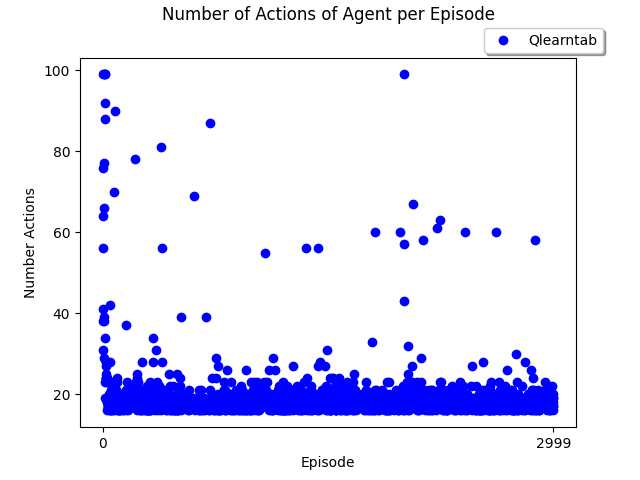 Number of Actions of Agent per Episode
Qlearntab
100
80
60
40
20
Number Actions
0
2999
Episode